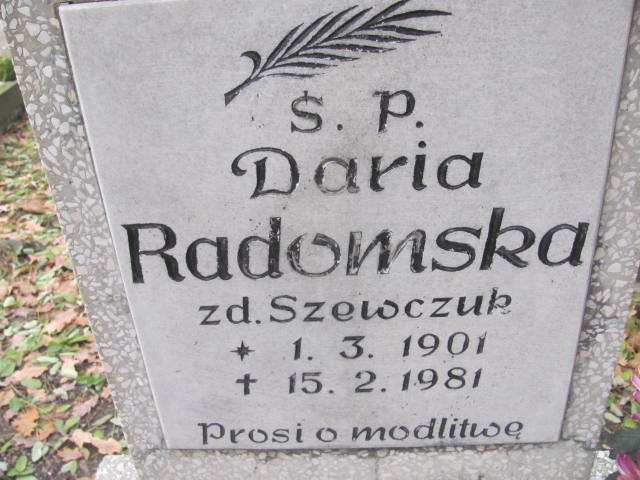 Ś. P.
Daria
Radomska
zd. Szewczuk
* 1. 3. 1901
† 15. 2. 1981
Prosi o modlitwę